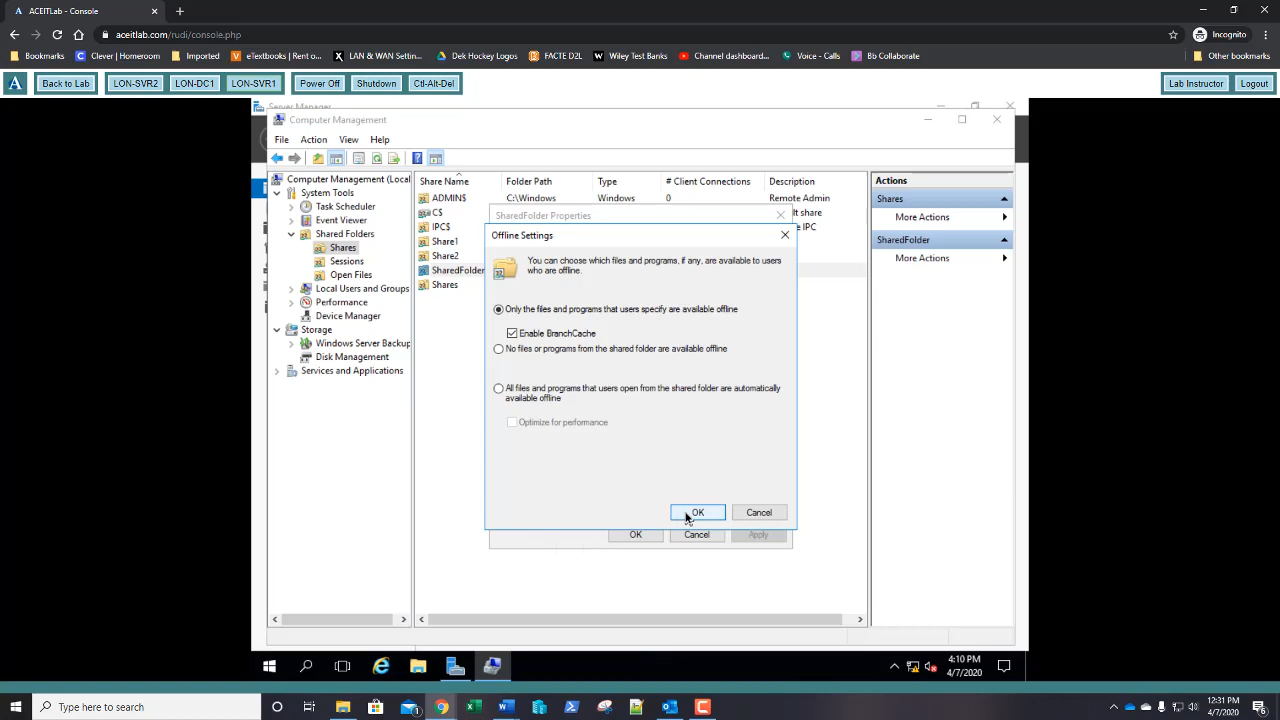 ACEITLab - Console
aceitlab.com/rudi/console.php
Incognito
Bookmarks
Clever | Homeroom
Imported
eTextbooks | Rent o...
LAN & WAN Settin...
Dek Hockey Logos
FACTE D2L
Wiley Test Banks
Channel dashboard...
Voice - Calls
Bb Collaborate
Other bookmarks
A
Back to Lab
LON-SVR2
LON-DC1
LON-SVR1
Power Off
Shutdown
Ctl-Alt-Del
Lab Instructor
Logout
Server Manager
Computer Management
File
Action
View
Help
Computer Management (Local
System Tools
Task Scheduler
Event Viewer
Shared Folders
Shares
Sessions
Open Files
Local Users and Groups
Performance
Device Manager
Storage
Windows Server Backup
Disk Management
Services and Applications
Share Name
Folder Path
Type
# Client Connections
Description
ADMIN$
C:\Windows
Windows
0
Remote Admin
C$
lt share
IPC$
e IPC
Share1
Share2
SharedFolder
Shares
Actions
Shares
More Actions
SharedFolder
More Actions
SharedFolder Properties
Offline Settings
You can choose which files and programs, if any, are available to users
who are offline.
Only the files and programs that users specify are available offline
Enable BranchCache
No files or programs from the shared folder are available offline
All files and programs that users open from the shared folder are automatically
available offline
Optimize for performance
OK
Cancel
OK
Cancel
Apply
4:10 PM
4/7/2020
Type here to search
12:31 PM
4/7/2020